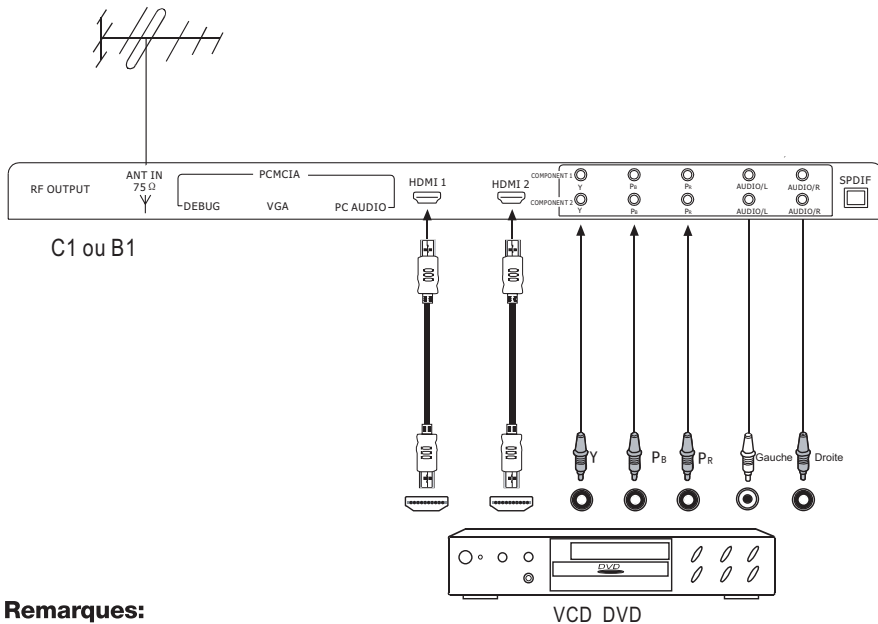 ANT IN
75 Ω
RF OUTPUT
PCMCIA
DEBUG VGA PC AUDIO
HDMI 1
HDMI 2
COMPONENT 1
Y PB PR AUDIO/L AUDIO/R
COMPONENT 2
Y PB PR AUDIO/L AUDIO/R
SPDIF
C1 ou B1
Y PB PR Gauche Droite
DVD
VCD DVD
Remarques: